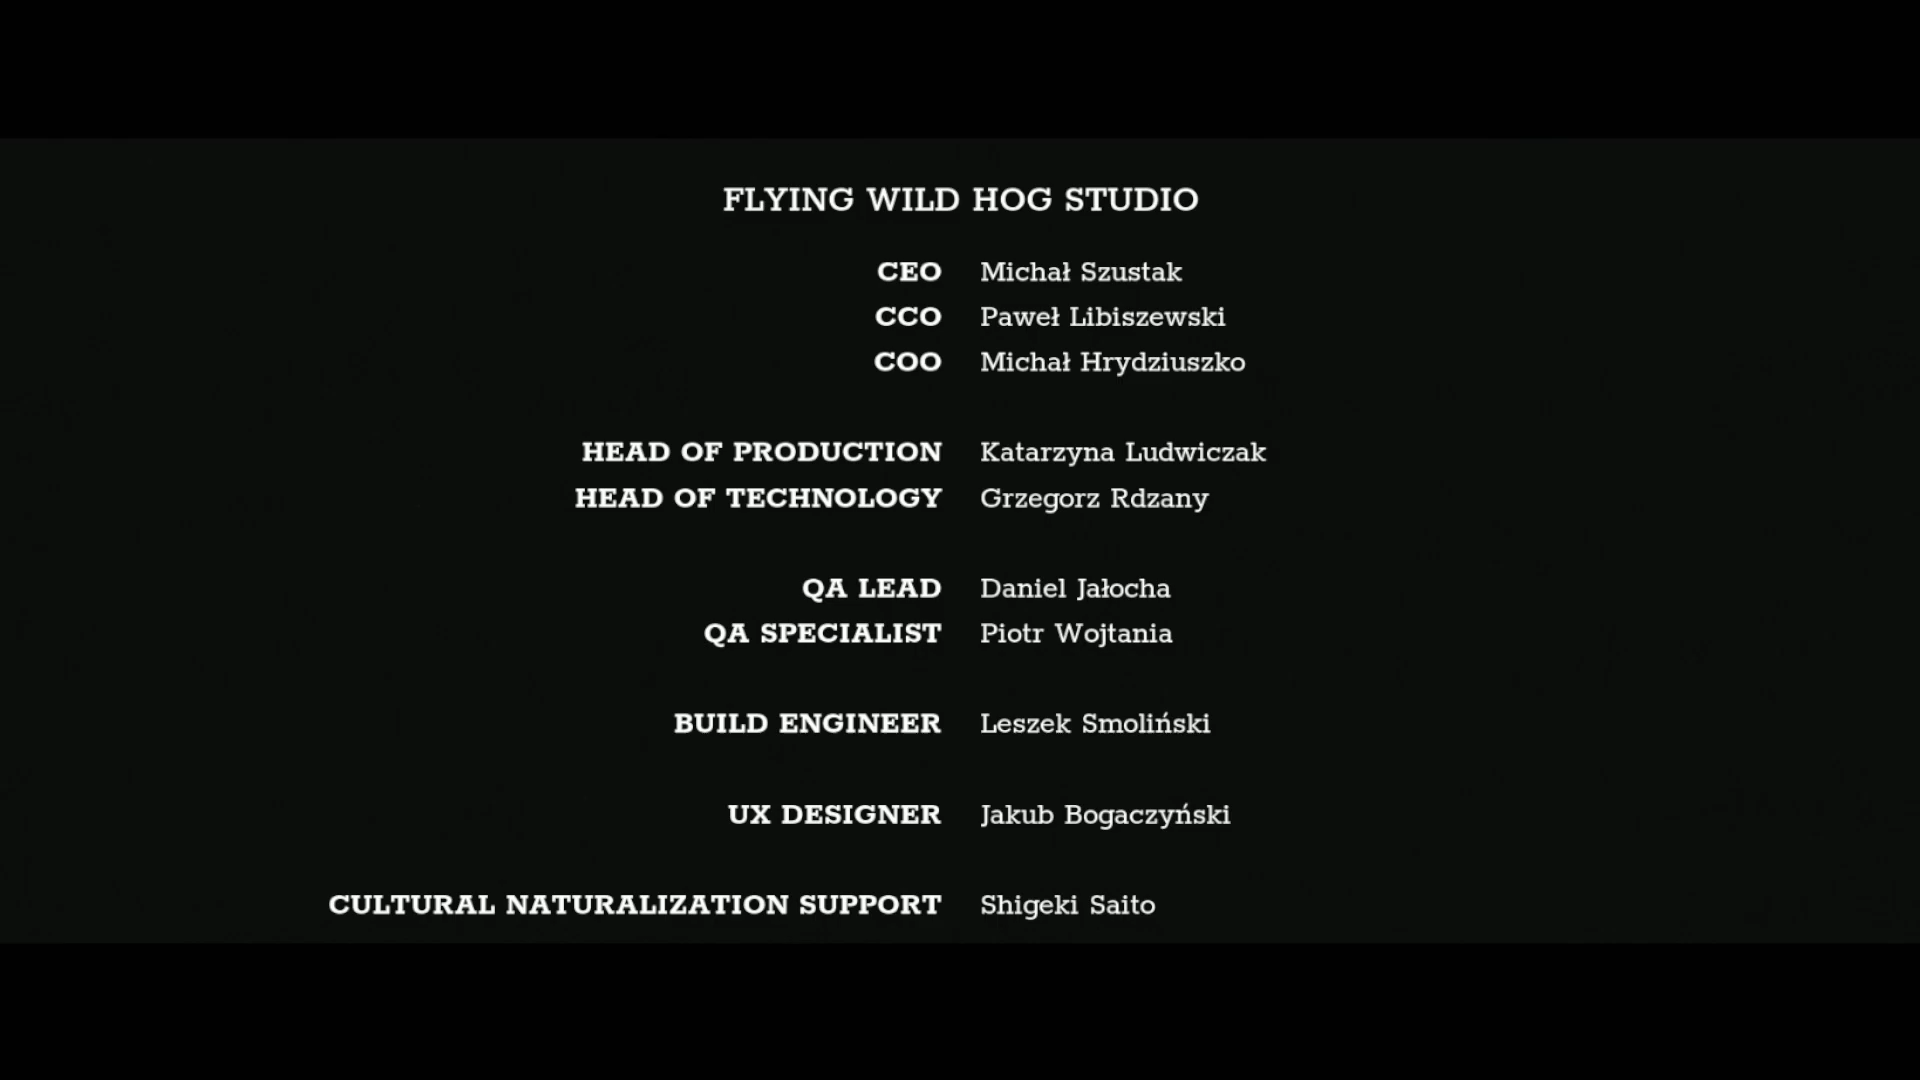 FLYING WILD HOG STUDIO
CEO Michał Szustak
CCO Paweł Libiszewski
COO Michał Hrydziuszko
HEAD OF PRODUCTION Katarzyna Ludwiczak
HEAD OF TECHNOLOGY Grzegorz Rdzany
QA LEAD Daniel Jałocha
QA SPECIALIST Piotr Wojtania
BUILD ENGINEER Leszek Smoliński
UX DESIGNER Jakub Bogaczyński
CULTURAL NATURALIZATION SUPPORT Shigeki Saito